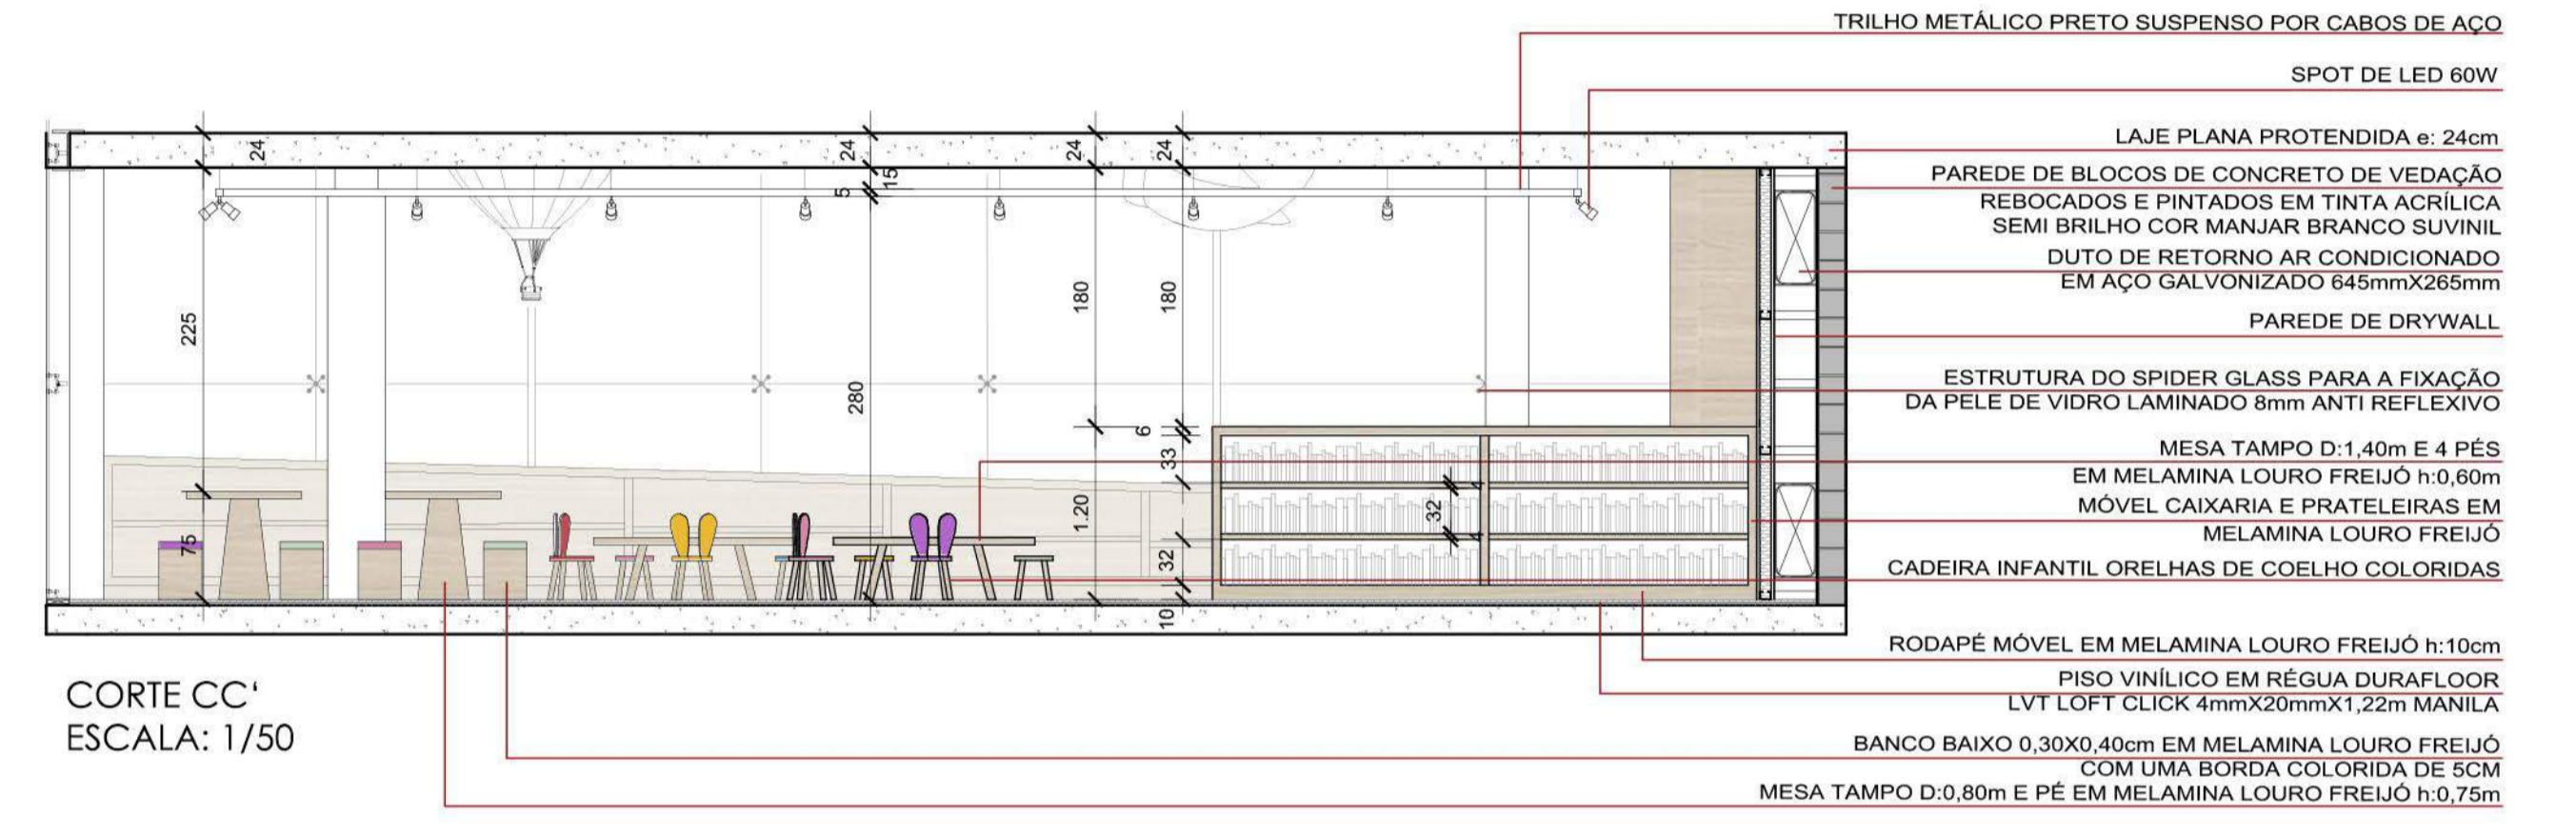 TRILHO METÁLICO PRETO SUSPENSO POR CABOS DE AÇO
SPOT DE LED 60W
LAJE PLANA PROTENDIDA e: 24cm
PAREDE DE BLOCOS DE CONCRETO DE VEDAÇÃO
REBOCADOS E PINTADOS EM TINTA ACRÍLICA
SEMI BRILHO COR MANJAR BRANCO SUVINIL
DUTO DE RETORNO AR CONDICIONADO
EM AÇO GALVONIZADO 645mmX265mm
PAREDE DE DRYWALL
ESTRUTURA DO SPIDER GLASS PARA A FIXAÇÃO
DA PELE DE VIDRO LAMINADO 8mm ANTI REFLEXIVO
MESA TAMPO D:1,40m E 4 PÉS
EM MELAMINA LOURO FREIJÓ h:0,60m
MÓVEL CAIXARIA E PRATELEIRAS EM
MELAMINA LOURO FREIJÓ
CADEIRA INFANTIL ORELHAS DE COELHO COLORIDAS
RODAPÉ MÓVEL EM MELAMINA LOURO FREIJÓ h:10cm
PISO VINÍLICO EM RÉGUA DURAFLOOR
LVT LOFT CLICK 4mmX20mmX1,22m MANILA
BANCO BAIXO 0,30X0,40cm EM MELAMINA LOURO FREIJÓ
COM UMA BORDA COLORIDA DE 5CM
MESA TAMPO D:0,80m E PÉ EM MELAMINA LOURO FREIJÓ h:0,75m
24
24
24
24
5
15
225
280
180
180
75
1.20
6
33
32
10
4
32
4
CORTE CC'
ESCALA: 1/50